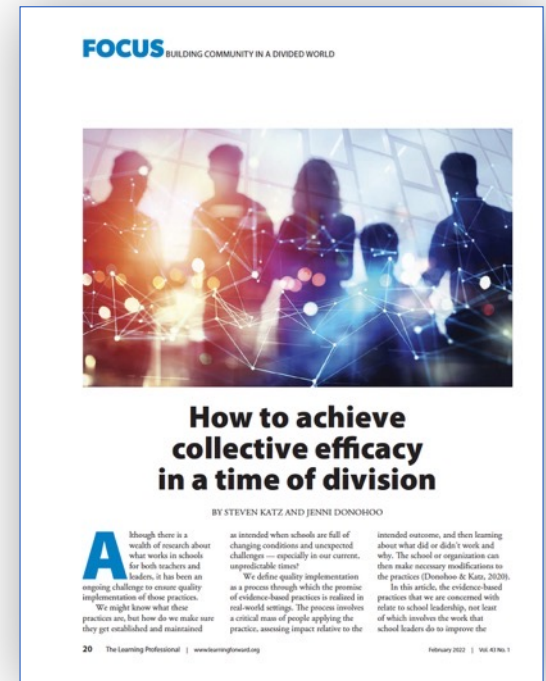 FOCUS BUILDING COMMUNITY IN A DIVIDED WORLD
How to achieve
collective efficacy
in a time of division
BY STEVEN KATZ AND JENNI DONOHOO
Although there is a
wealth of research about
what works in schools
for both teachers and
leaders, it has been an
ongoing challenge to ensure quality
implementation of those practices.
We might know what these
practices are, but how do we make sure
they get established and maintained
as intended when schools are full of
changing conditions and unexpected
challenges — especially in our current,
unpredictable times?
We define quality implementation
as a process through which the promise
of evidence-based practices is realized in
real-world settings. The process involves
a critical mass of people applying the
practice, assessing impact relative to the
intended outcome, and then learning
about what did or didn't work and
why. The school or organization can
then make necessary modifications to
the practices (Donohoo & Katz, 2020).
In this article, the evidence-based
practices that we are concerned with
relate to school leadership, not least
of which involves the work that
school leaders do to improve the
20 The Learning Professional | www.learningforward.org
February 2022 | Vol. 43 No. 1